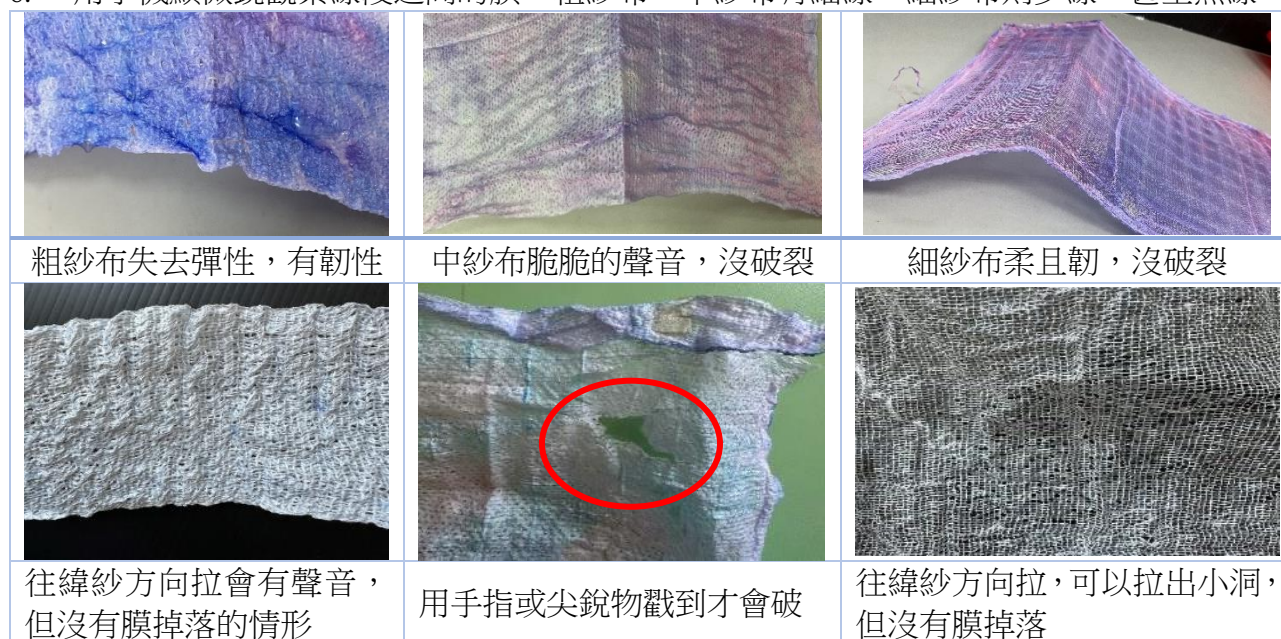 粗紗布失去彈性，有韌性
中紗布脆脆的聲音，沒破裂
細紗布柔且韌，沒破裂
往緯紗方向拉會有聲音，
但沒有膜掉落的情形
用手指或尖銳物戳到才會破
往緯紗方向拉，可以拉出小洞，
但沒有膜掉落